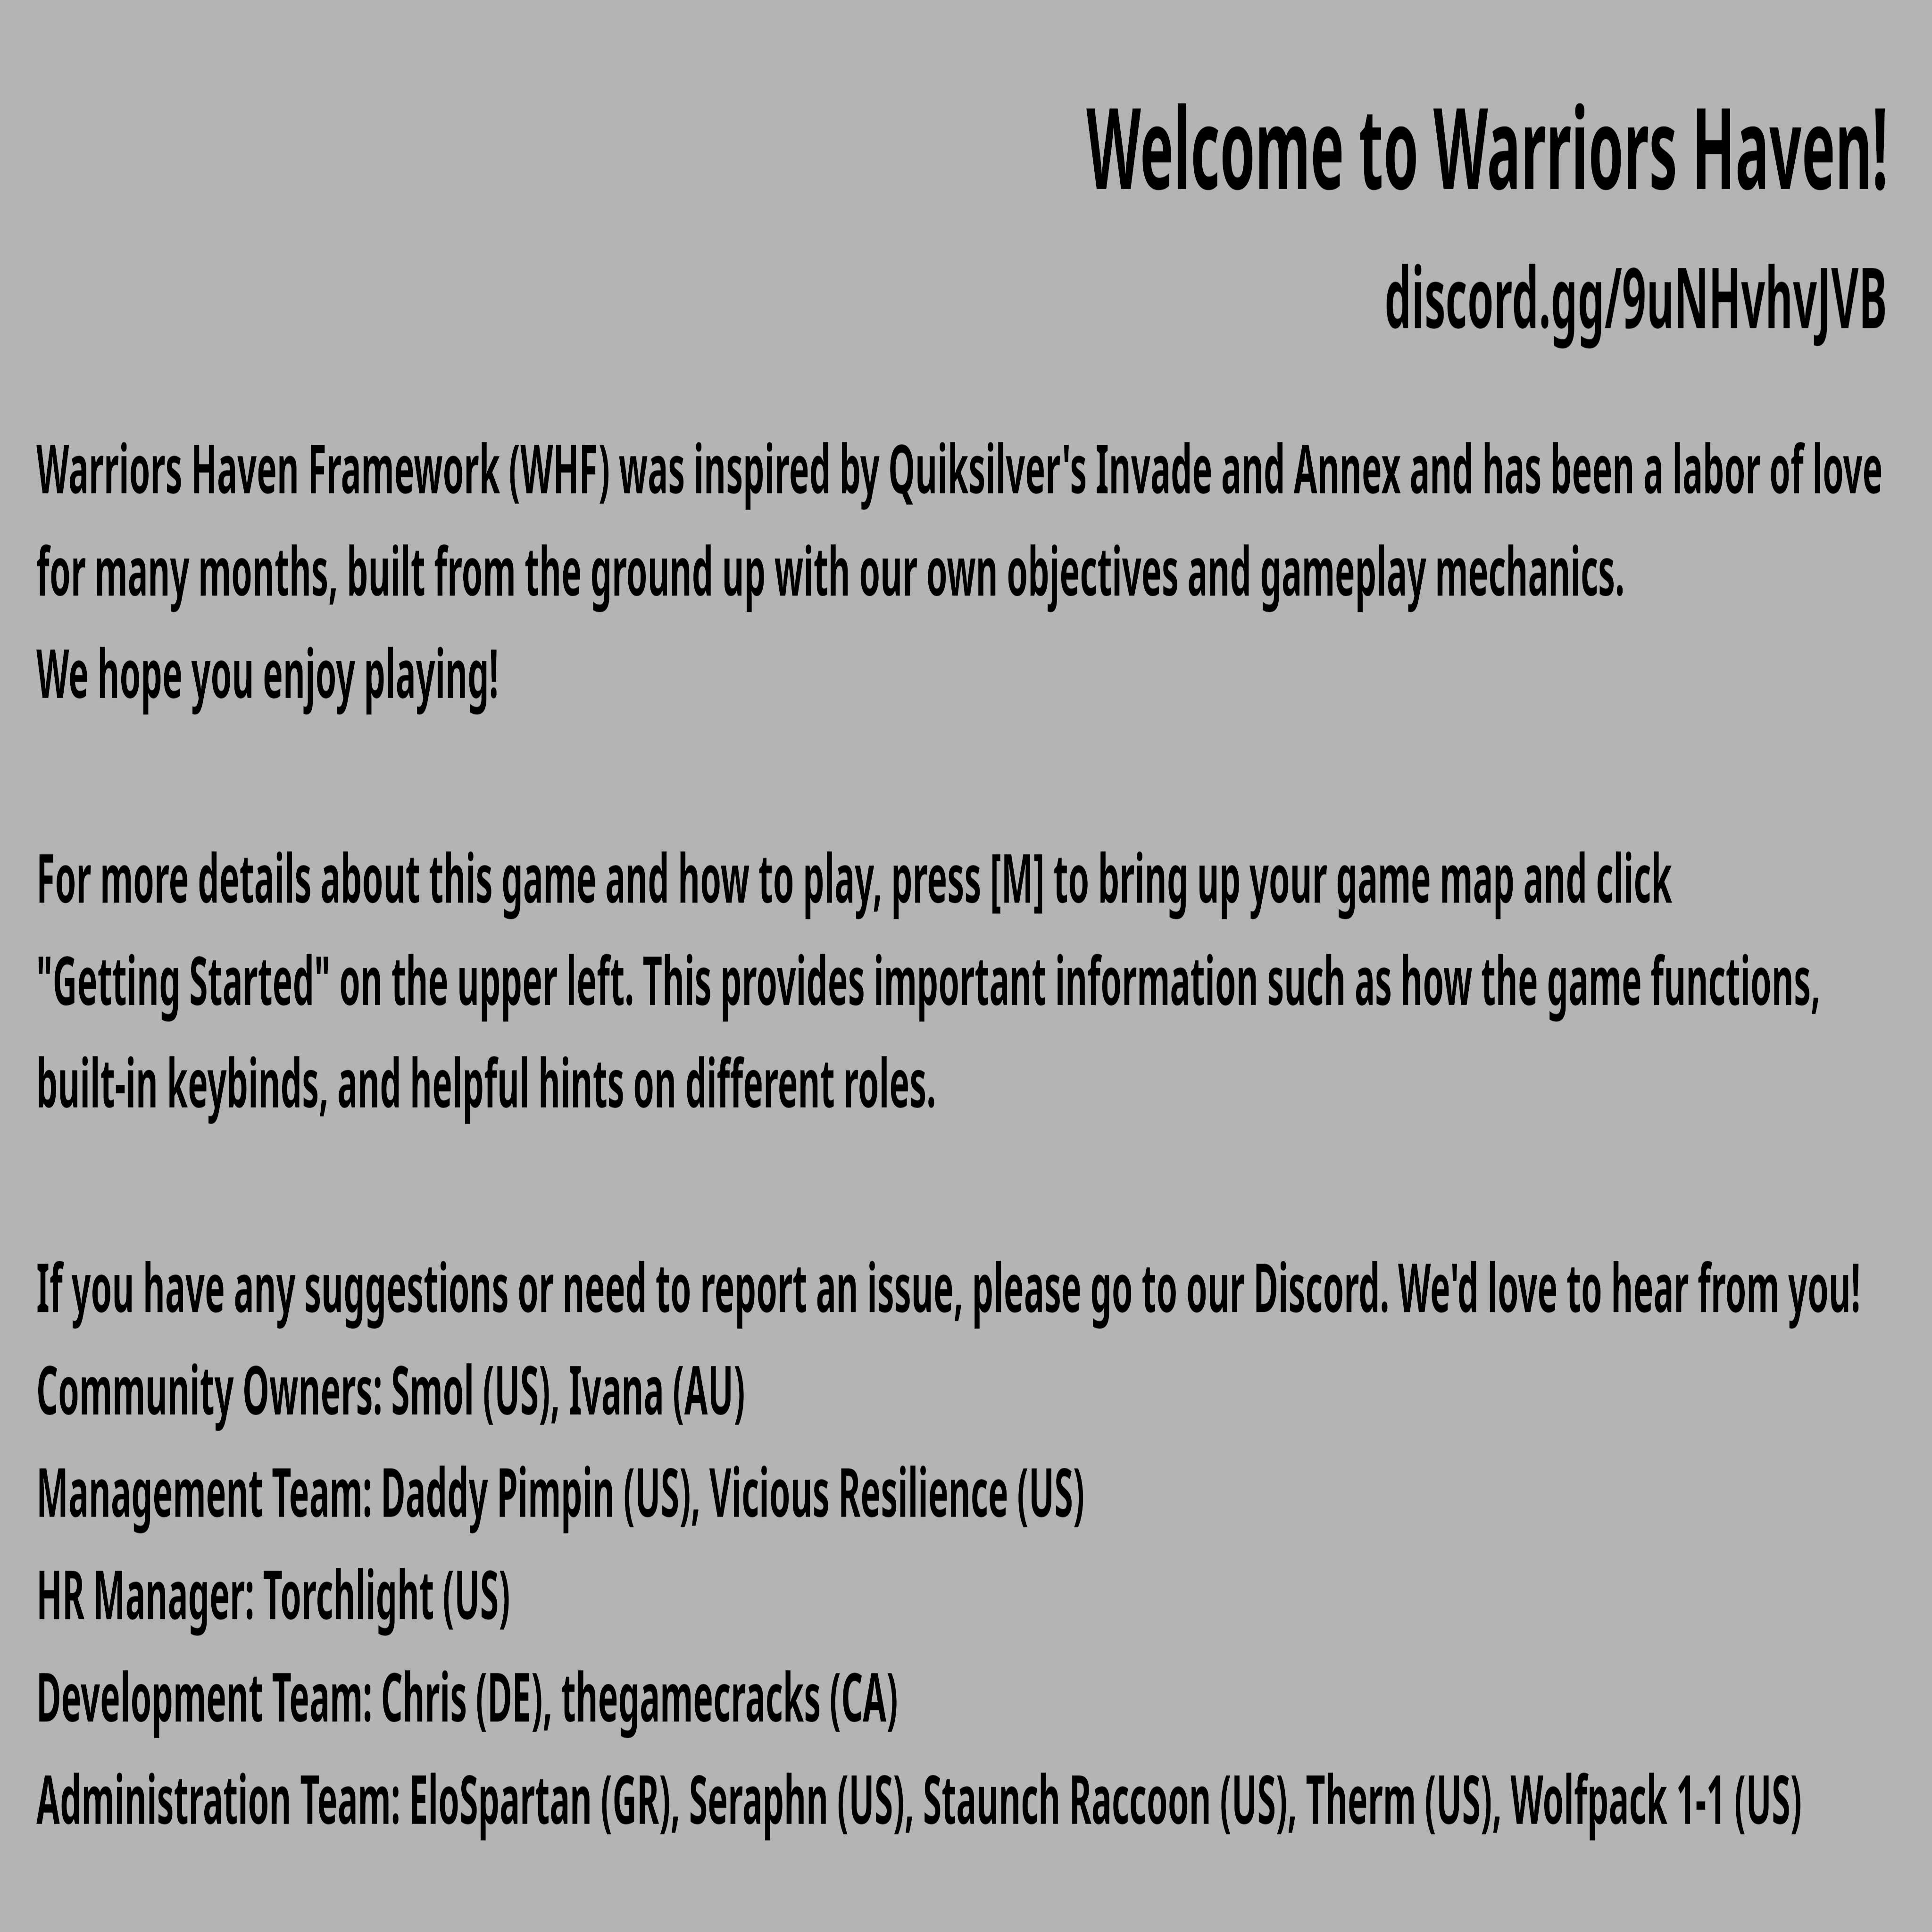 Welcome to Warriors Haven!
discord.gg/9uNHvhvJVB
Warriors Haven Framework (WHF) was inspired by Quiksilver's Invade and Annex and has been a labor of love
for many months, built from the ground up with our own objectives and gameplay mechanics.
We hope you enjoy playing!
For more details about this game and how to play, press [M] to bring up your game map and click
"Getting Started" on the upper left. This provides important information such as how the game functions,
built-in keybinds, and helpful hints on different roles.
If you have any suggestions or need to report an issue, please go to our Discord. We'd love to hear from you!
Community Owners: Smol (US), Ivana (AU)
Management Team: Daddy Pimpin (US), Vicious Resilience (US)
HR Manager: Torchlight (US)
Development Team: Chris (DE), thegamecracks (CA)
Administration Team: EloSpartan (GR), Seraphn (US), Staunch Raccoon (US), Therm (US), Wolfpack 1-1 (US)